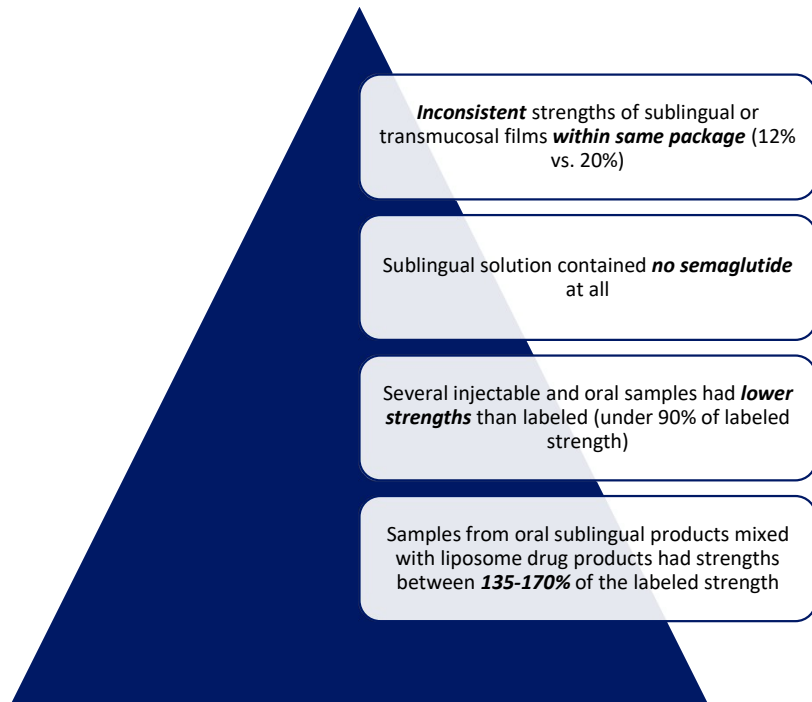 Inconsistent strengths of sublingual or
transmucosal films within same package (12%
vs. 20%)
Sublingual solution contained no semaglutide
at all
Several injectable and oral samples had lower
strengths than labeled (under 90% of labeled
strength)
Samples from oral sublingual products mixed
with liposome drug products had strengths
between 135-170% of the labeled strength